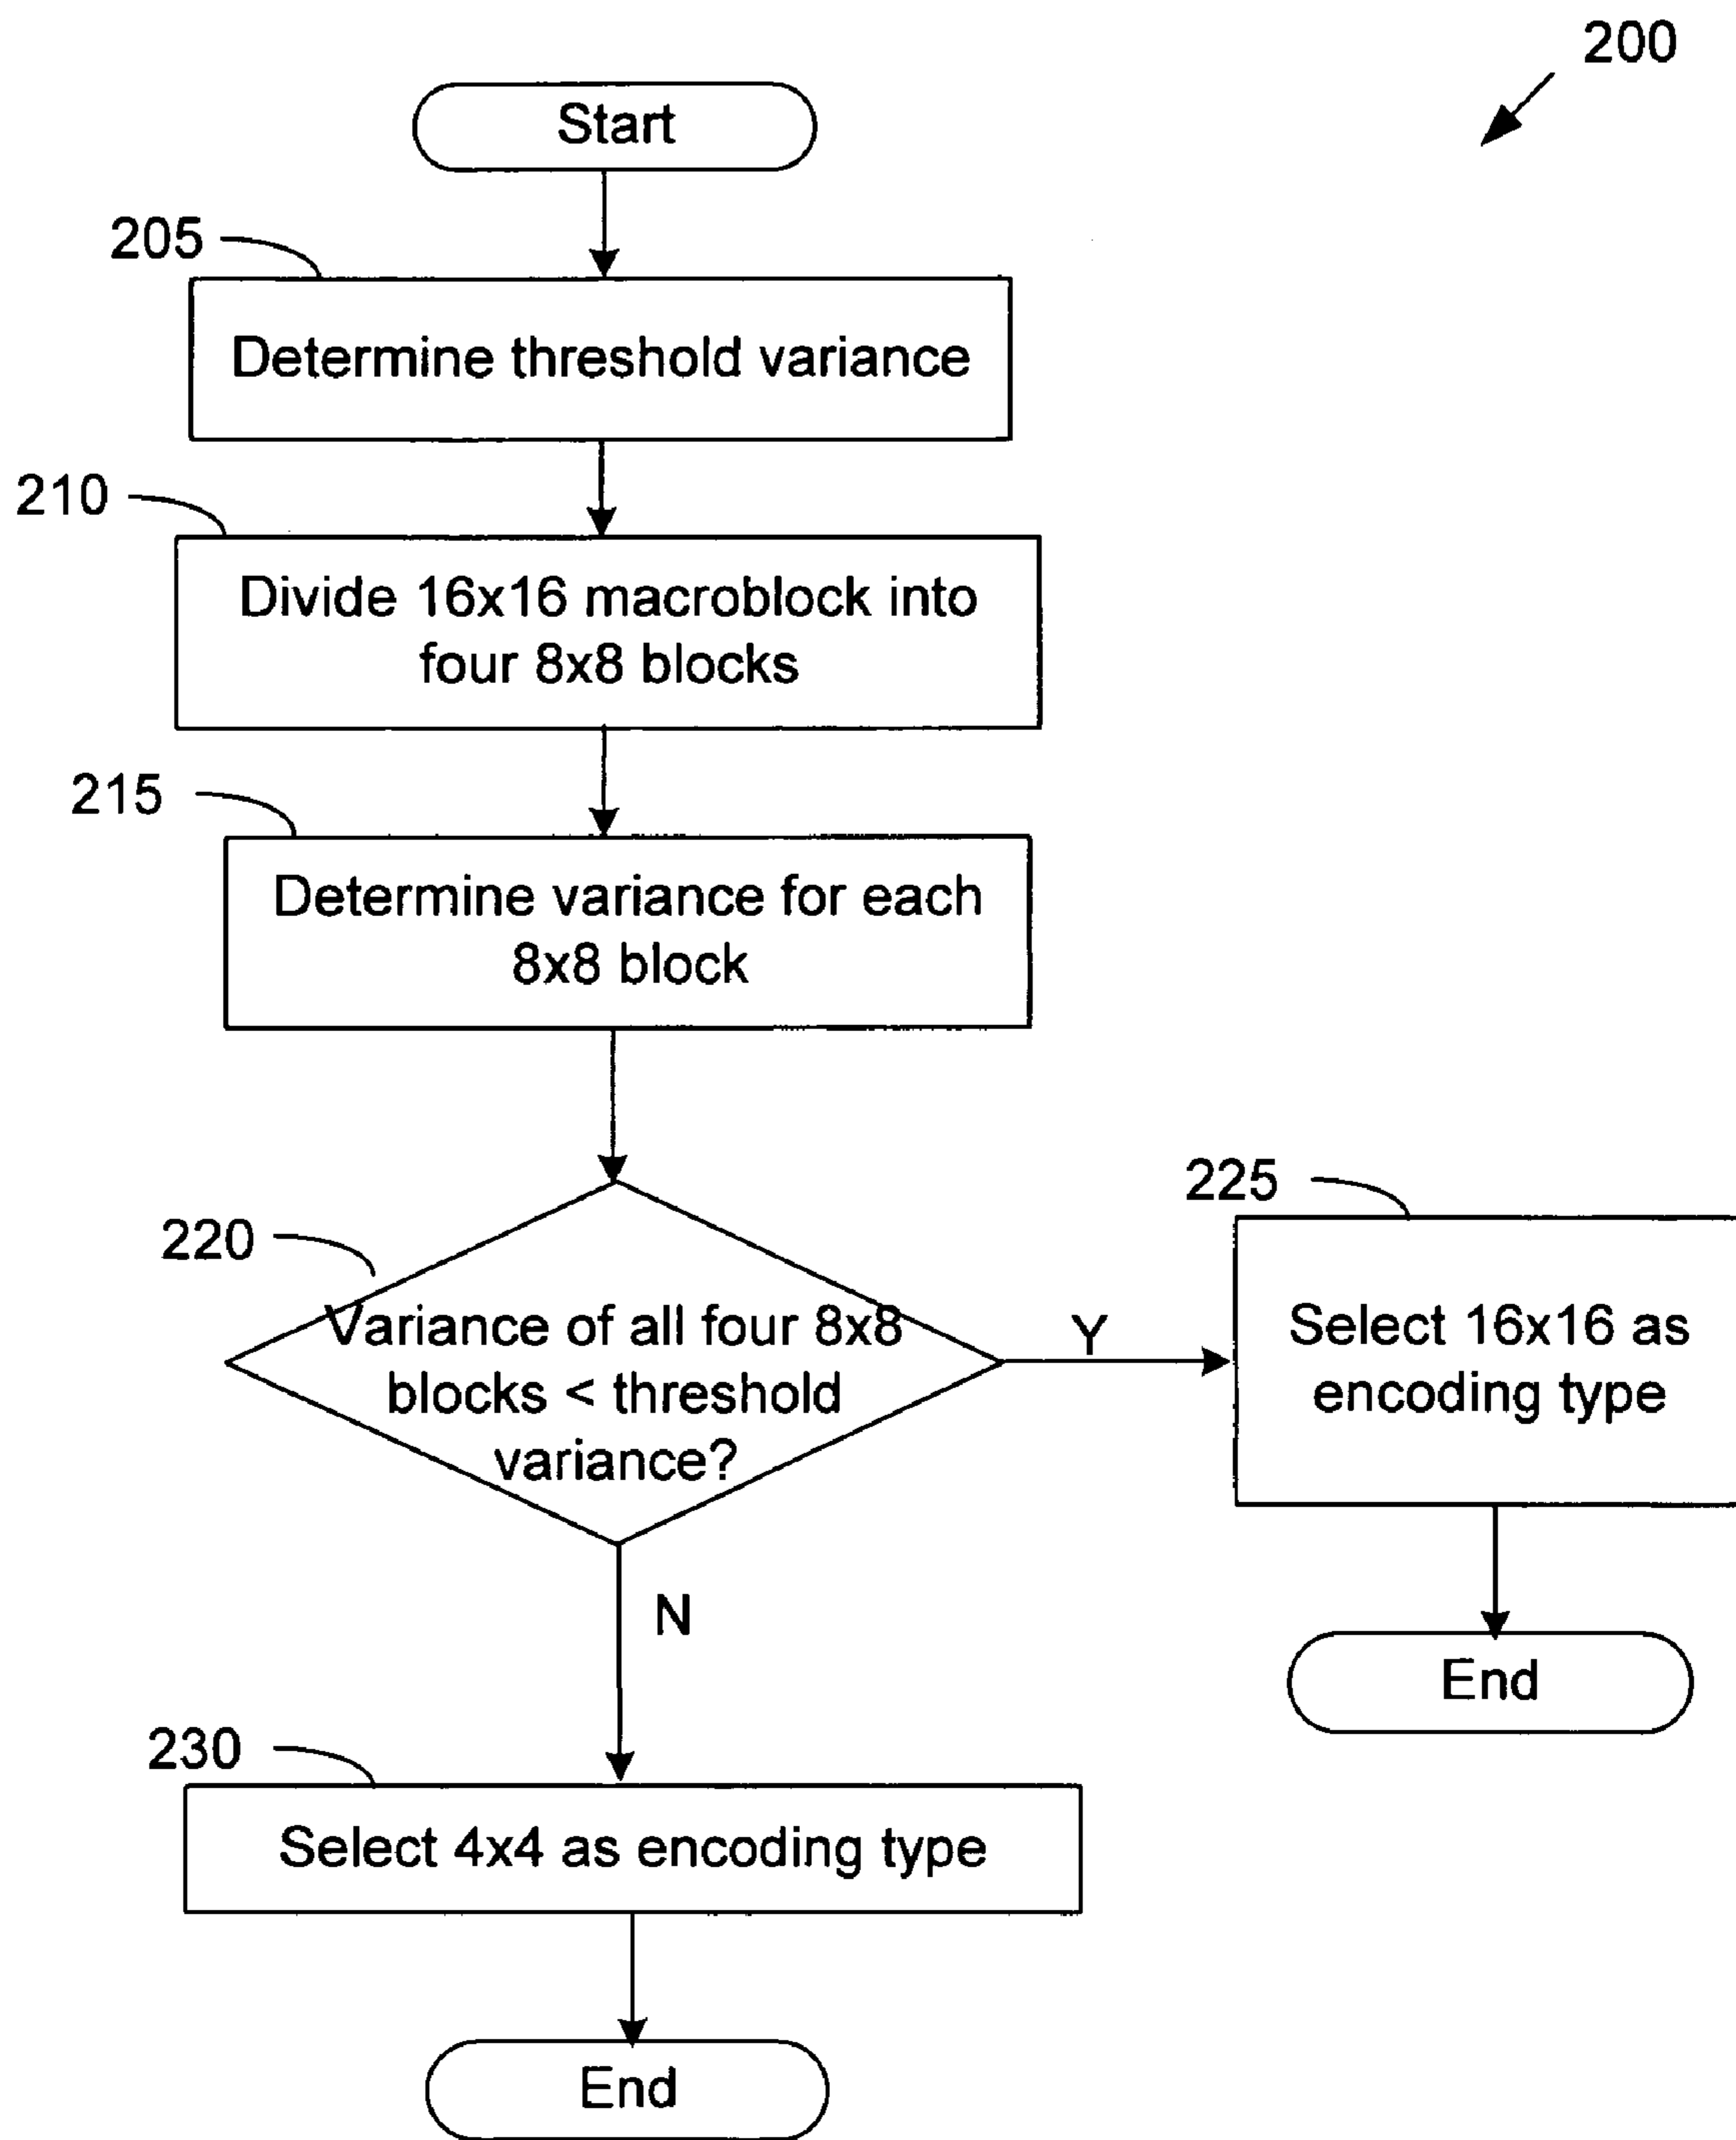 200
Start
205
Determine threshold variance
210
Divide 16x16 macroblock into
four 8x8 blocks
215
Determine variance for each
8x8 block
220
Variance of all four 8x8
blocks < threshold
variance?
Y
225
Select 16x16 as
encoding type
N
End
230
Select 4x4 as encoding type
End